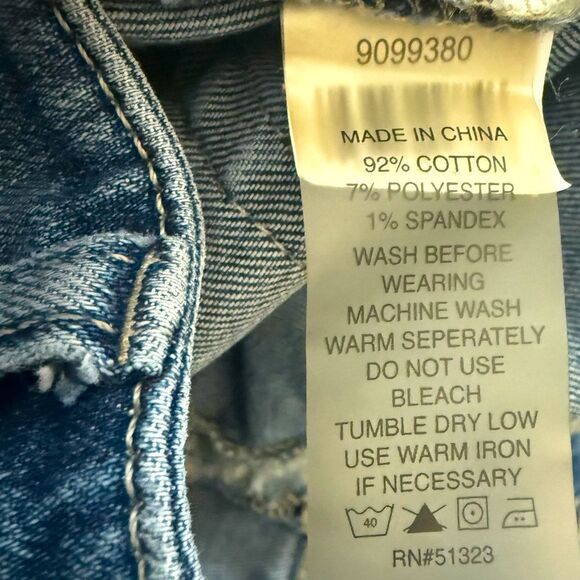 9099380
MADE IN CHINA
92% COTTON
7% POLYESTER
1% SPANDEX
WASH BEFORE
WEARING
MACHINE WASH
WARM SEPERATELY
DO NOT USE
BLEACH
TUMBLE DRY LOW
USE WARM IRON
IF NECESSARY
40
RN#51323